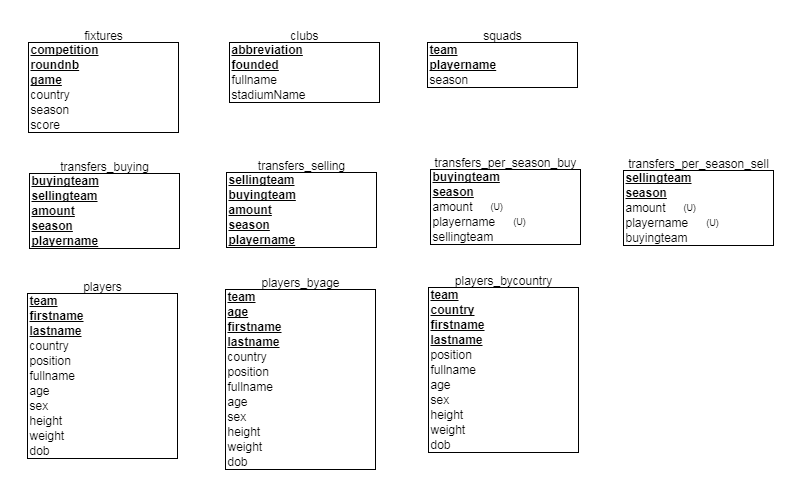 fixtures
competition
roundnb
game
country
season
score
clubs
abbreviation
founded
fullname
stadiumName
squads
team
playername
season
transfers_buying
buyingteam
sellingteam
amount
season
playername
transfers_selling
sellingteam
buyingteam
amount
season
playername
transfers_per_season_buy
buyingteam
season
amount (U)
playername (U)
sellingteam
transfers_per_season_sell
sellingteam
season
amount (U)
playername (U)
buyingteam
players
team
firstname
lastname
country
position
fullname
age
sex
height
weight
dob
players_byage
team
age
firstname
lastname
country
position
fullname
age
sex
height
weight
dob
players_bycountry
team
country
firstname
lastname
position
fullname
age
sex
height
weight
dob